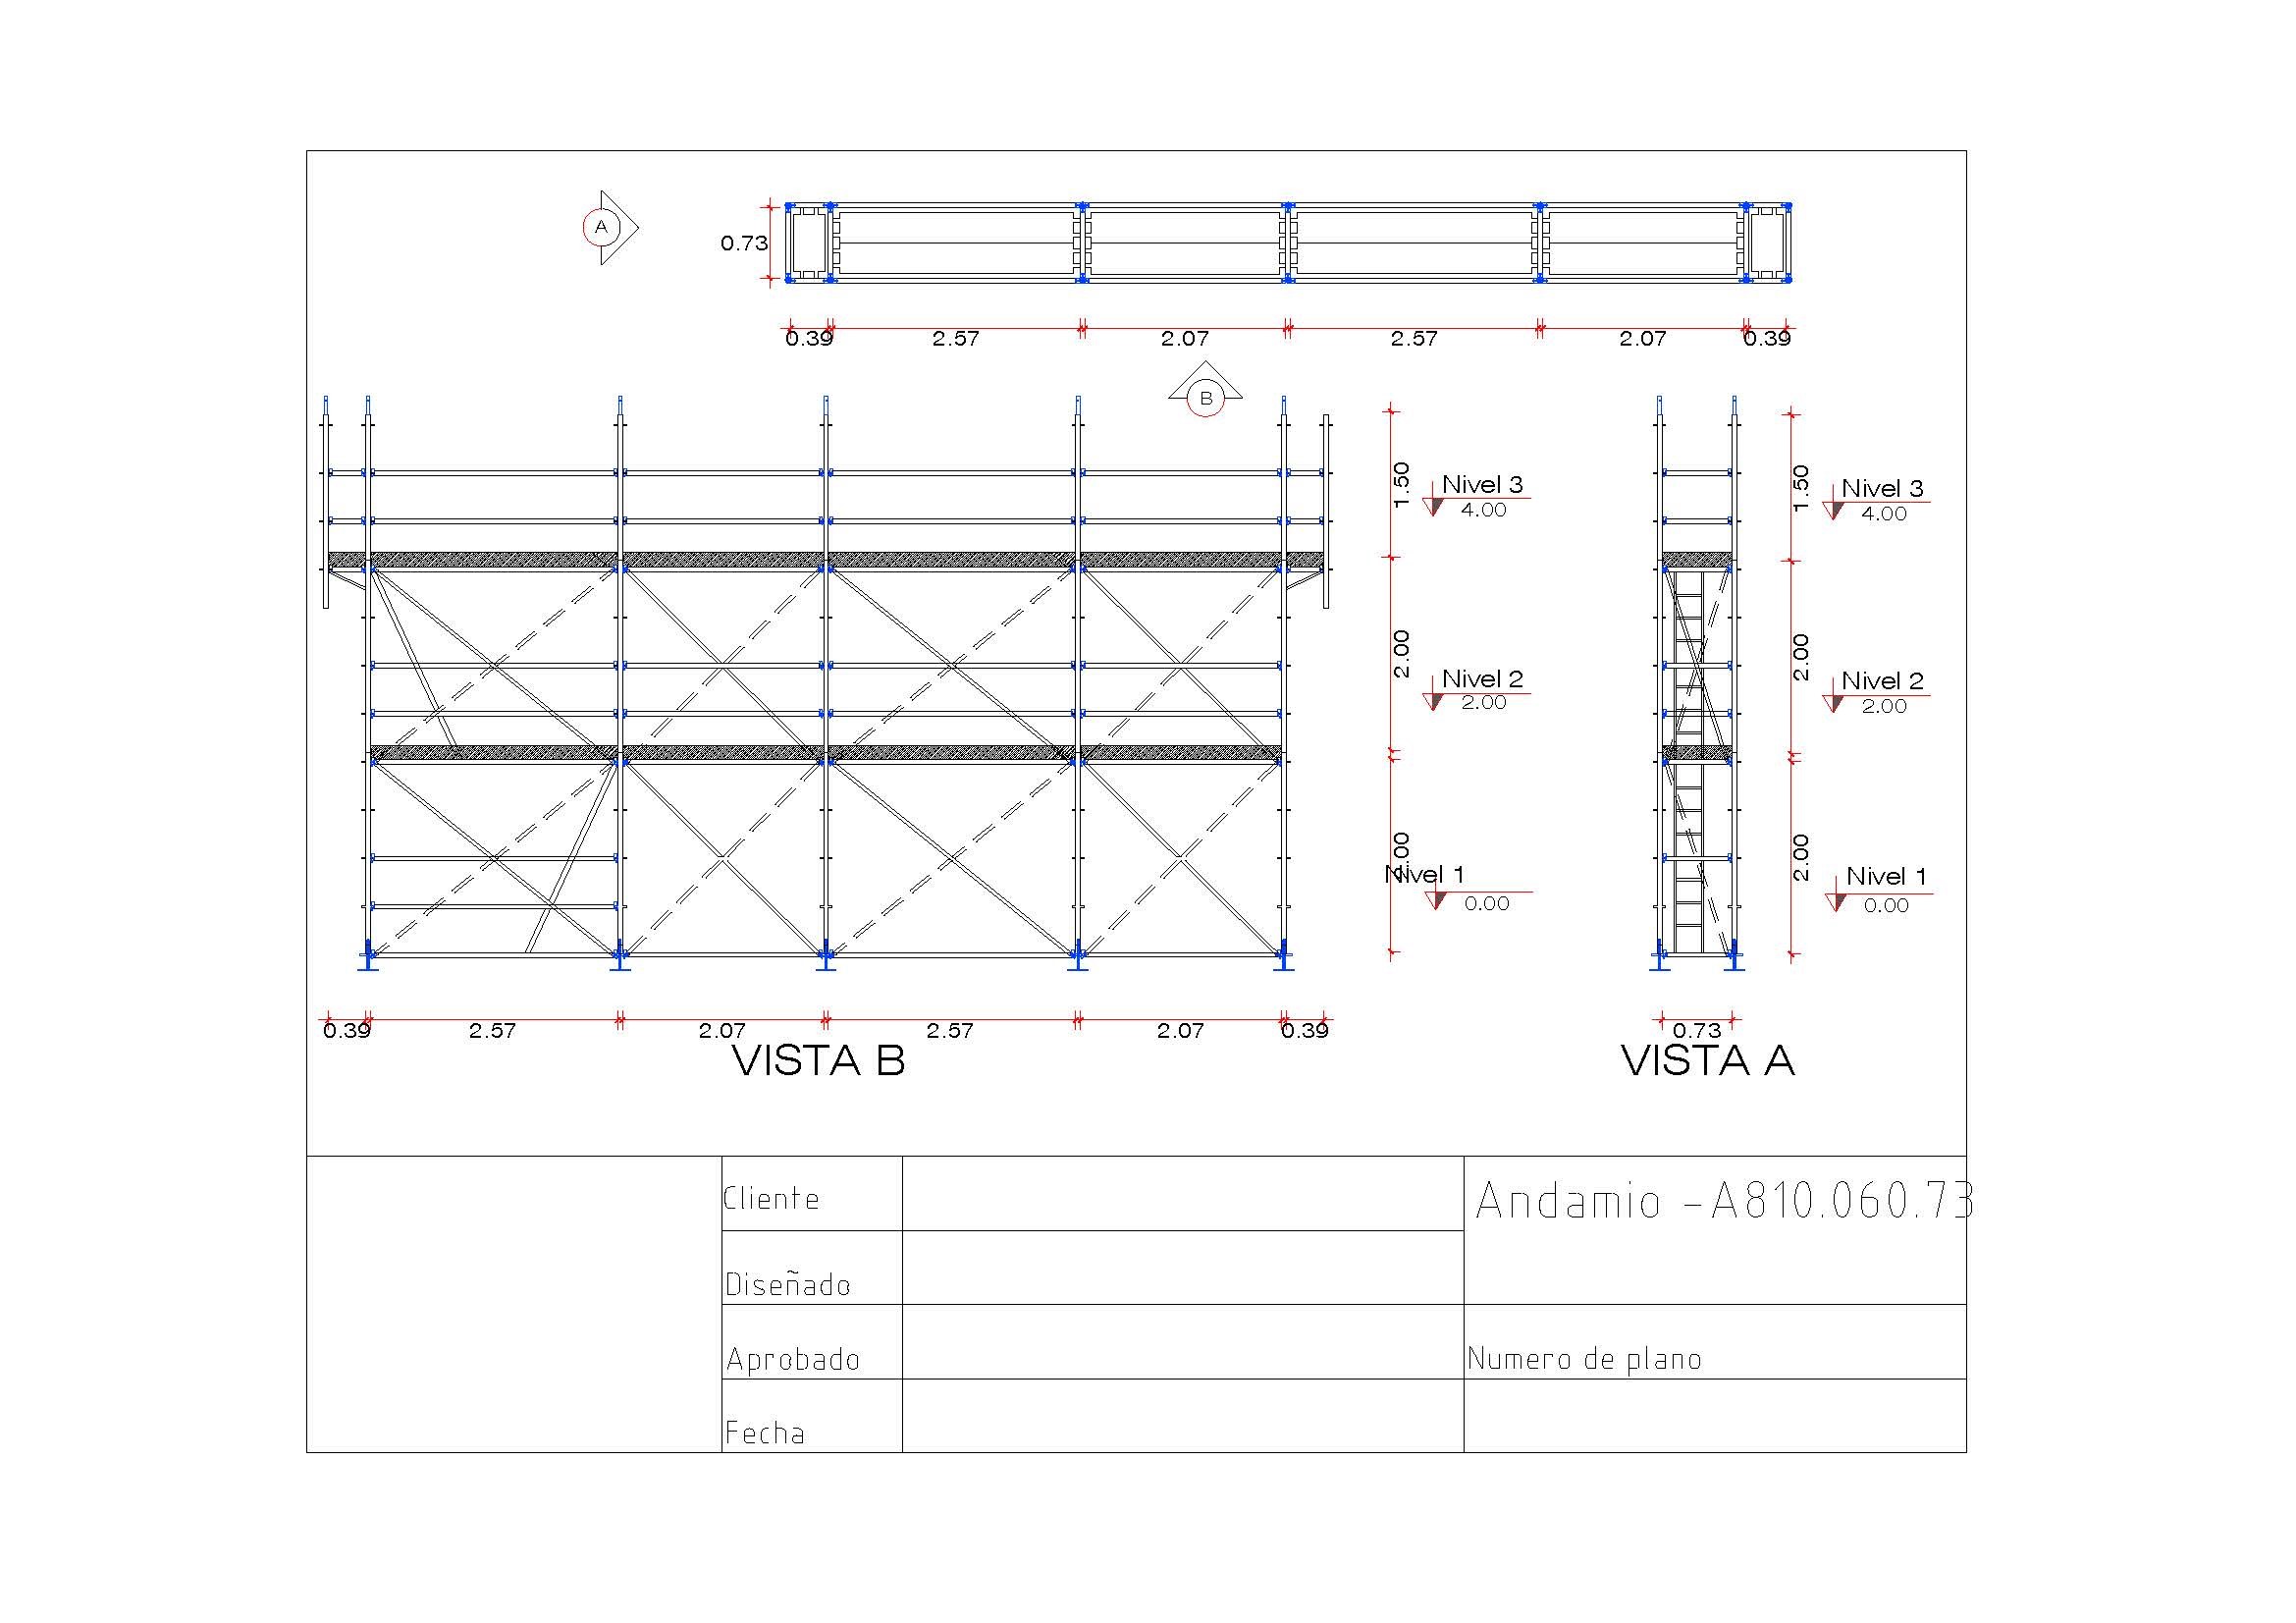 A
0.73
0.39
2.57
2.07
2.57
2.07
0.39
B
1.50
Nivel 3
4.00
2.00
Nivel 2
2.00
2.00
Nivel 1
0.00
1.50
Nivel 3
4.00
2.00
Nivel 2
2.00
2.00
Nivel 1
0.00
0.39
2.57
2.07
2.57
2.07
0.39
VISTA B
0.73
VISTA A
Cliente
Andamio -A810.060.73
Diseñado
Aprobado
Numero de plano
Fecha